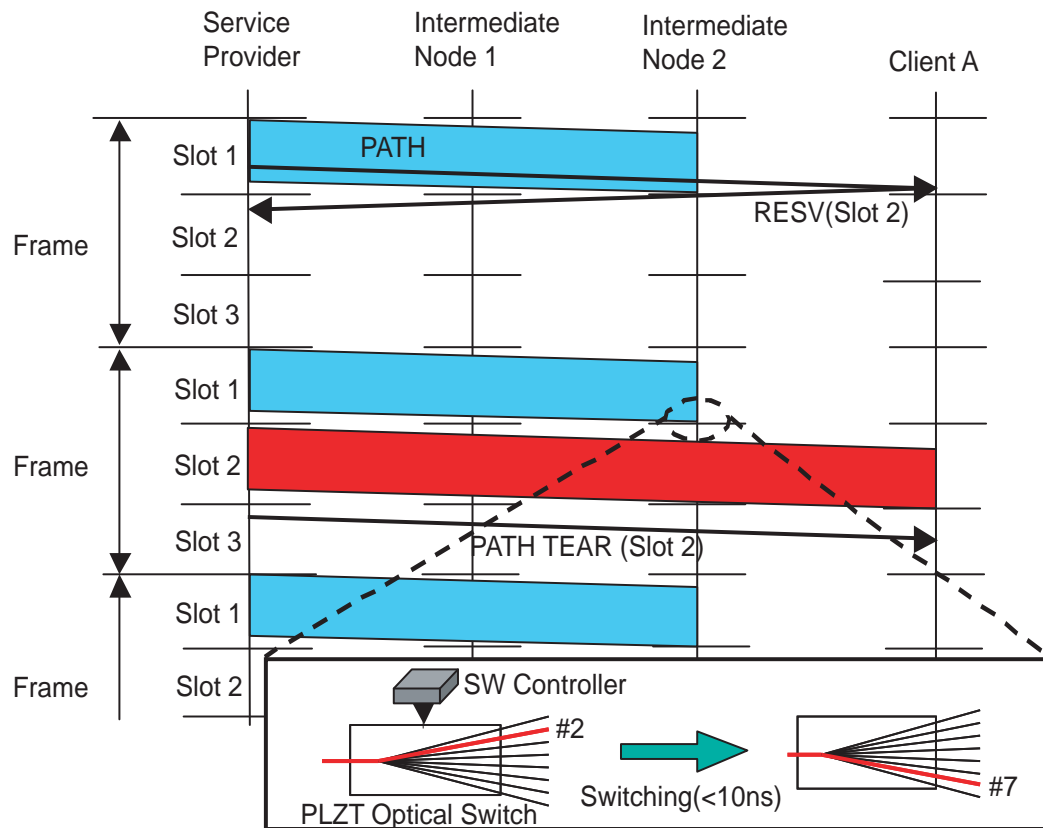 Service
Provider
Intermediate
Node 1
Intermediate
Node 2
Client A
Slot 1
PATH
RESV(Slot 2)
Frame
Slot 2
Slot 3
Slot 1
Frame
Slot 2
Slot 3
PATH TEAR (Slot 2)
Slot 1
Frame
Slot 2
SW Controller
#2
#7
Switching(<10ns)
PLZT Optical Switch